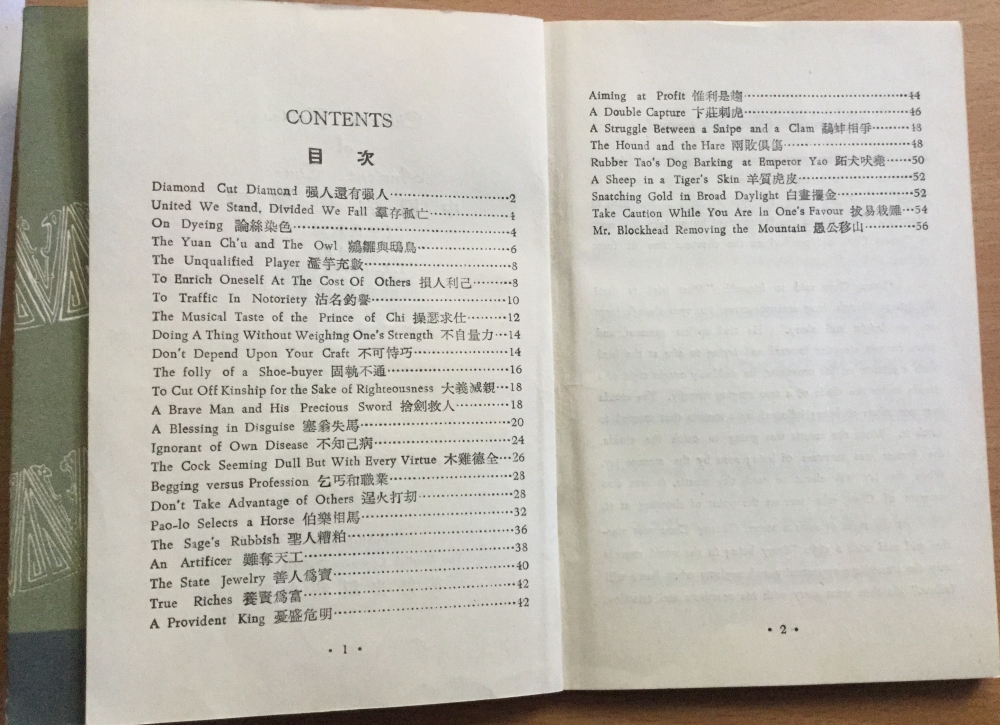 CONTENTS
目 次
Diamond Cut Diamond 强人還有强人··················2
United We Stand, Divided We Fall 羣存孤亡············4
On Dyeing 論絲染色··················4
The Yuan Ch'u and The Owl 鵷雛與鴟鳥············6
The Unqualified Player 濫竽充數··················8
To Enrich Oneself At The Cost Of Others 損人利己·········8
To Traffic In Notoriety 沽名釣譽··················10
The Musical Taste of the Prince of Chi 操瑟求仕·········12
Doing A Thing Without Weighing One's Strength 不自量力···14
Don't Depend Upon Your Craft 不可恃巧···············14
The folly of a Shoe-buyer 固執不通···············16
To Cut Off Kinship for the Sake of Righteousness 大義滅親···18
A Brave Man and His Precious Sword 捨劍救人·········18
A Blessing in Disguise 塞翁失馬··················20
Ignorant of Own Disease 不知己病··················24
The Cock Seeming Dull But With Every Virtue 木雞德全···26
Begging versus Profession 乞丐和職業···············28
Don't Take Advantage of Others 趁火打刼············28
Pao-lo Selects a Horse 伯樂相馬··················32
The Sage's Rubbish 聖人糟粕··················36
An Artificer 雖奪天工··················38
The State Jewelry 善人爲寶··················40
True Riches 養賢爲富··················42
A Provident King 憂盛危明··················42
· 1 ·
Aiming at Profit 惟利是趨··················44
A Double Capture 卞莊刺虎··················46
A Struggle Between a Snipe and a Clam 鷸蚌相爭·········48
The Hound and the Hare 兩敗俱傷··················48
Rubber Tao's Dog Barking at Emperor Yao 跖犬吠堯······50
A Sheep in a Tiger's Skin 羊質虎皮···············52
Snatching Gold in Broad Daylight 白晝攫金············52
Take Caution While You Are in One's Favour 拔易栽難···54
Mr. Blockhead Removing the Mountain 愚公移山·········56
· 2 ·